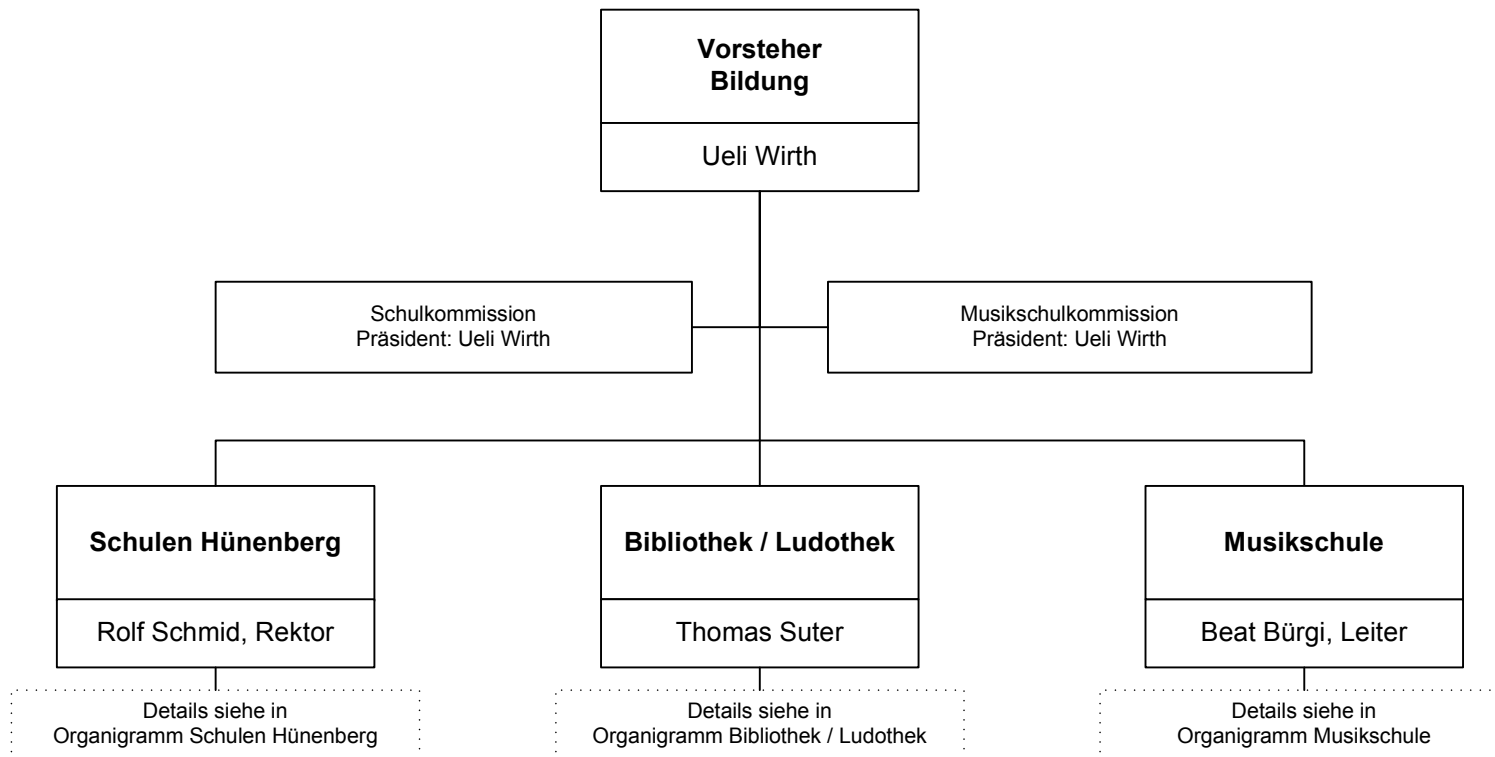 Vorsteher
Bildung
Ueli Wirth
Schulkommission
Präsident: Ueli Wirth
Musikschulkommission
Präsident: Ueli Wirth
Schulen Hünenberg
Rolf Schmid, Rektor
Details siehe in
Organigramm Schulen Hünenberg
Bibliothek / Ludothek
Thomas Suter
Details siehe in
Organigramm Bibliothek / Ludothek
Musikschule
Beat Bürgi, Leiter
Details siehe in
Organigramm Musikschule